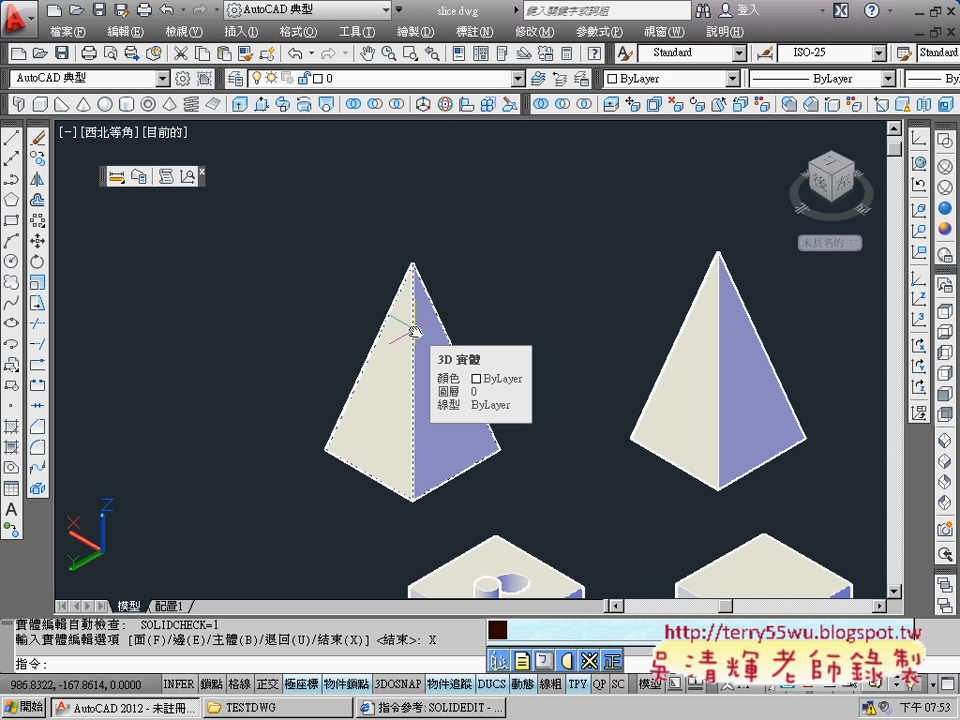 AutoCAD 典型
slice.dwg
鍵入關鍵字或詞組
登入
檔案(F) 編輯(E) 檢視(V) 插入(I) 格式(O) 工具(T) 繪製(D) 標註(N) 修改(M) 參數式(P) 視窗(W) 說明(H)
Standard ISO-25 Standard
AutoCAD 典型 0 ByLayer ByLayer
[−][西北等角][目前的]
未具名的
3D 實體
顏色 ByLayer
圖層 0
線型 ByLayer
Z
X
Y
模型 配置1
實體編輯自動檢查: SOLIDCHECK=1
輸入實體編輯選項 [面(F)/邊(E)/主體(B)/退回(U)/結束(X)] <結束>: X
指令:
http://terry55wu.blogspot.tw
吳清輝老師錄製
986.8322, -167.8614, 0.0000 INFER 鎖點 格線 正交 極座標 物件鎖點 3DOSNAP 物件追蹤 DUCS 動態 線粗 TPY QP SC 模型
開始 AutoCAD 2012 - 未註冊... TESTDWG 指令參考: SOLIDEDIT - ... 下午 07:53